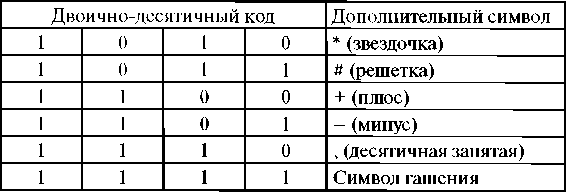 Двоично-десятичный код Дополнительный символ
1 0 1 0 * (звездочка)
1 0 1 1 # (решетка)
1 1 0 0 + (плюс)
1 1 0 1 – (минус)
1 1 1 0 , (десятичная запятая)
1 1 1 1 Символ гашения